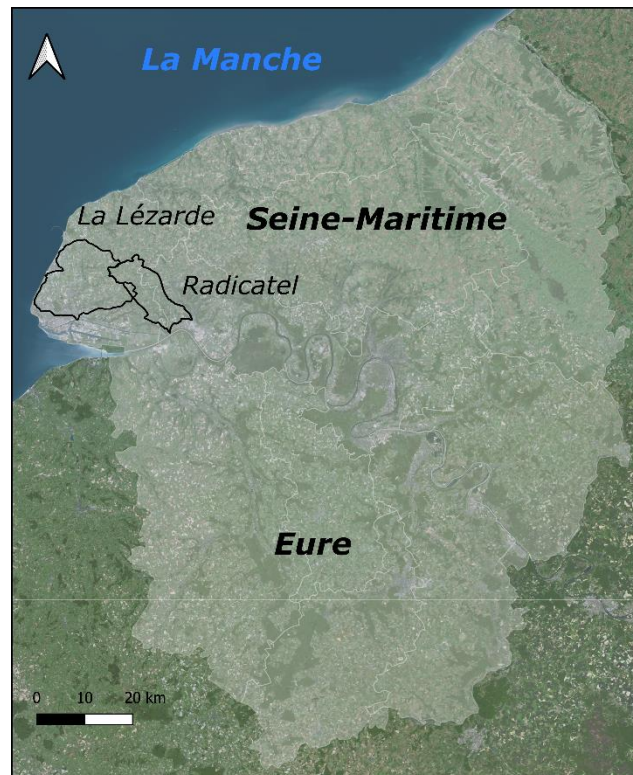 La Manche
La Lézarde
Seine-Maritime
Radicatel
Eure
0 10 20 km